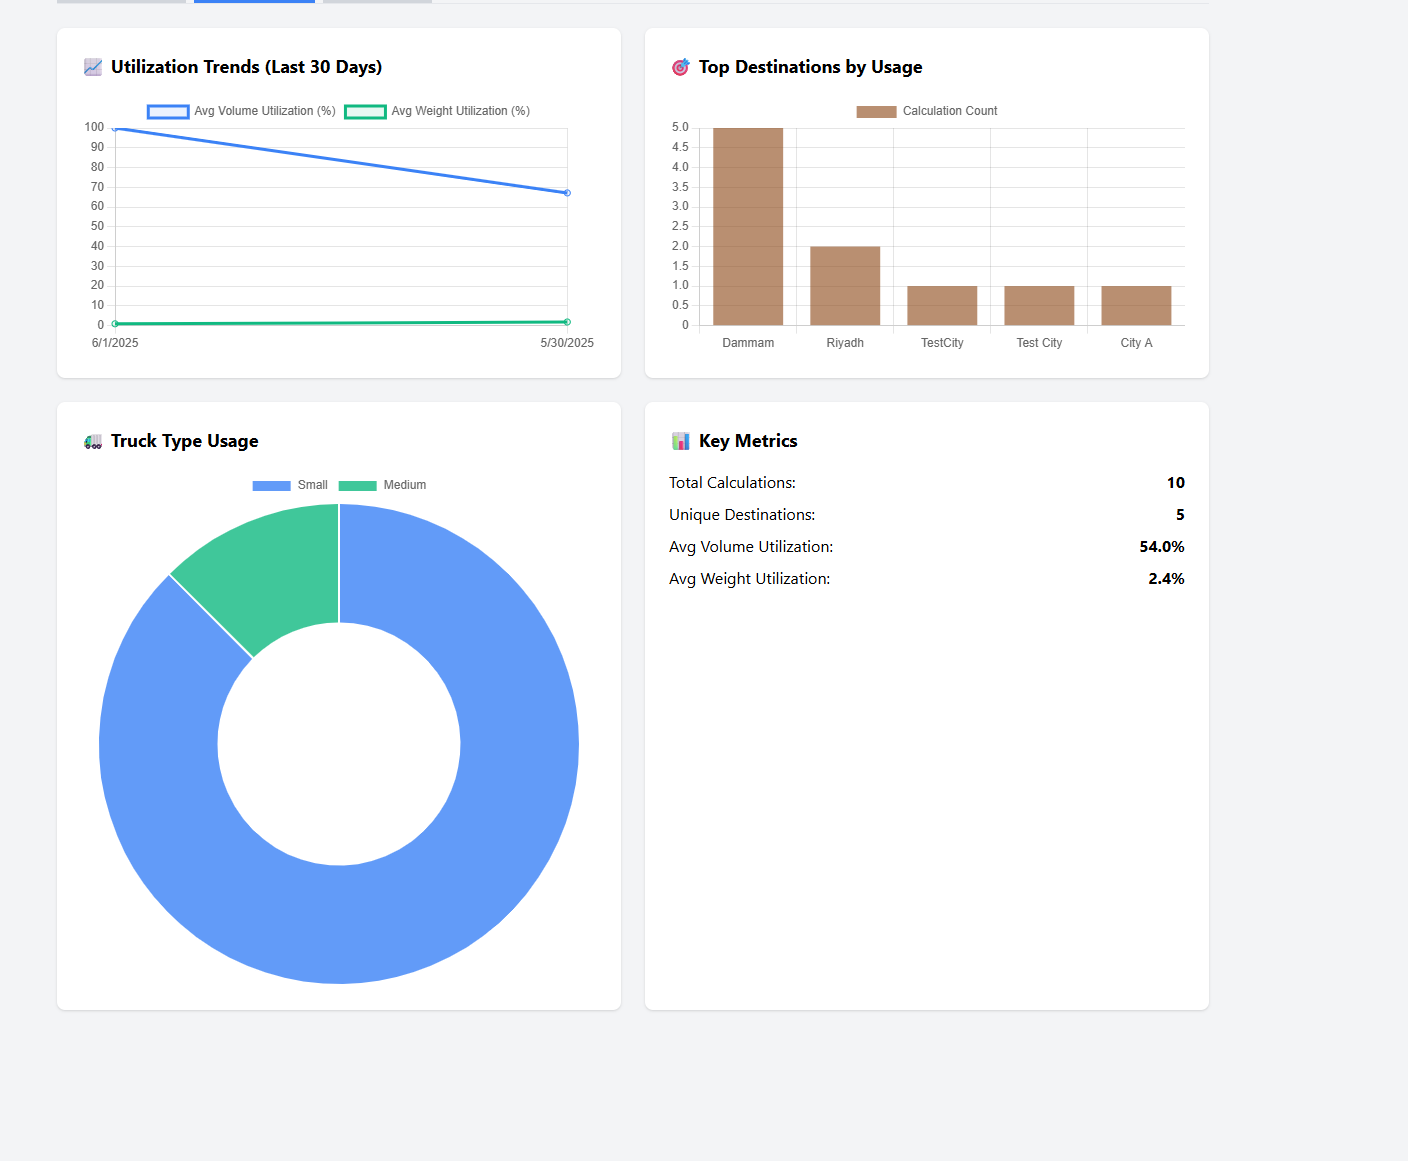 Utilization Trends (Last 30 Days)
Avg Volume Utilization (%) Avg Weight Utilization (%)
100
90
80
70
60
50
40
30
20
10
0
6/1/2025 5/30/2025
Top Destinations by Usage
Calculation Count
5.0
4.5
4.0
3.5
3.0
2.5
2.0
1.5
1.0
0.5
0
Dammam Riyadh TestCity Test City City A
Truck Type Usage
Small Medium
Key Metrics
Total Calculations: 10
Unique Destinations: 5
Avg Volume Utilization: 54.0%
Avg Weight Utilization: 2.4%